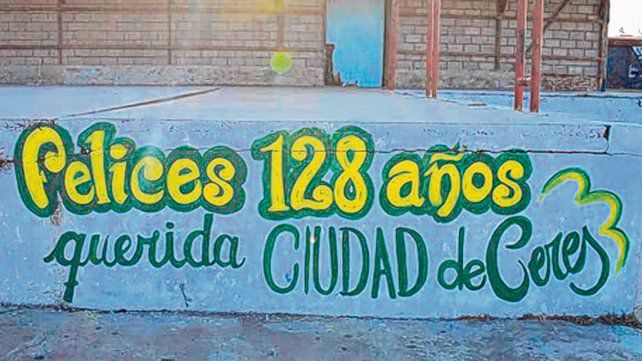 Felices 128 años
querida CIUDAD de Ceres